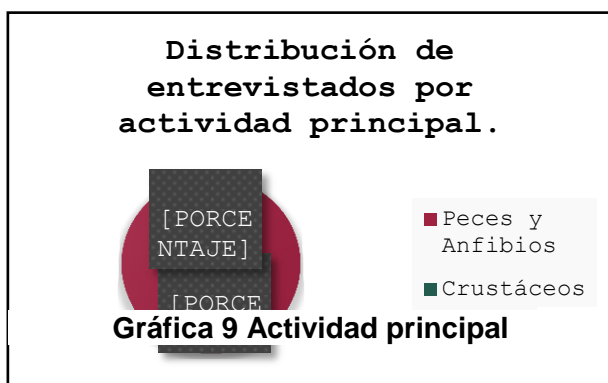 Distribución de
entrevistados por
actividad principal.
[PORCE
NTAJE]
[PORCE
Peces y
Anfibios
Crustáceos
Gráfica 9 Actividad principal